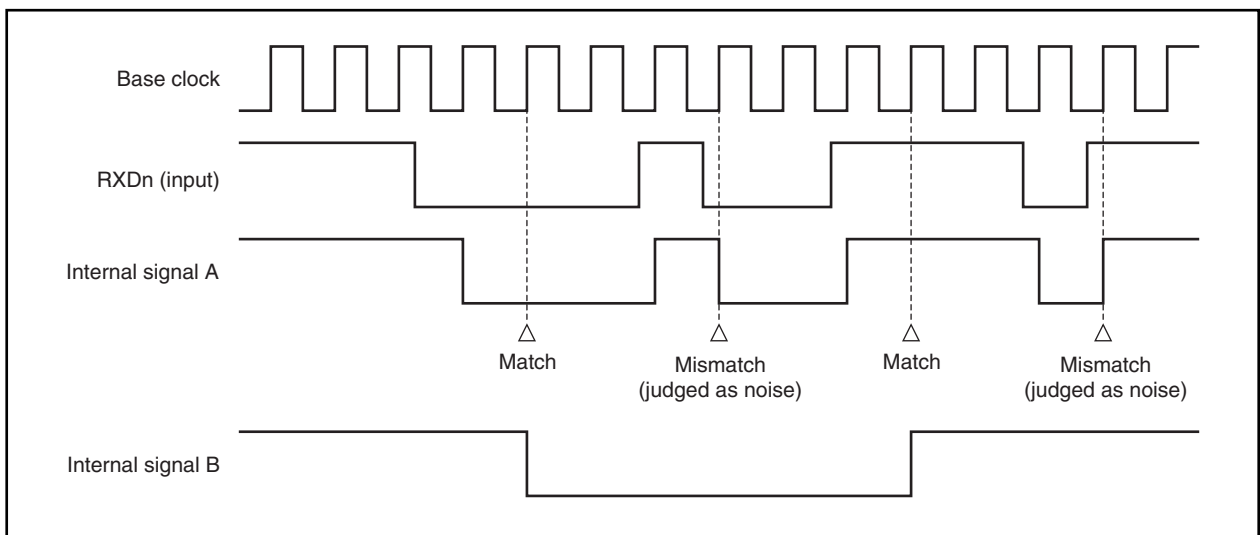 Base clock
RXDn (input)
Internal signal A
Match
Mismatch
(judged as noise)
Match
Mismatch
(judged as noise)
Internal signal B